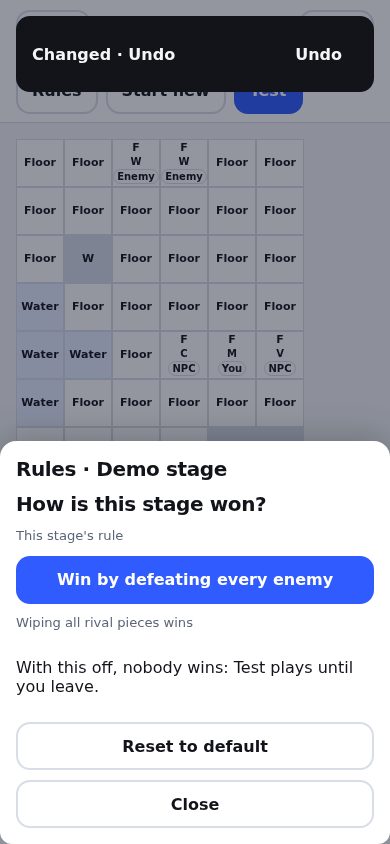 Changed · Undo Undo
Rules Start new Test
Floor Floor F W Enemy F W Enemy Floor Floor
Floor Floor Floor Floor Floor Floor
Floor W Floor Floor Floor Floor
Water Floor Floor Floor Floor Floor
Water Water Floor F C NPC F M You F V NPC
Water Floor Floor Floor Floor Floor
Rules · Demo stage
How is this stage won?
This stage's rule
Win by defeating every enemy
Wiping all rival pieces wins
With this off, nobody wins: Test plays until
you leave.
Reset to default
Close